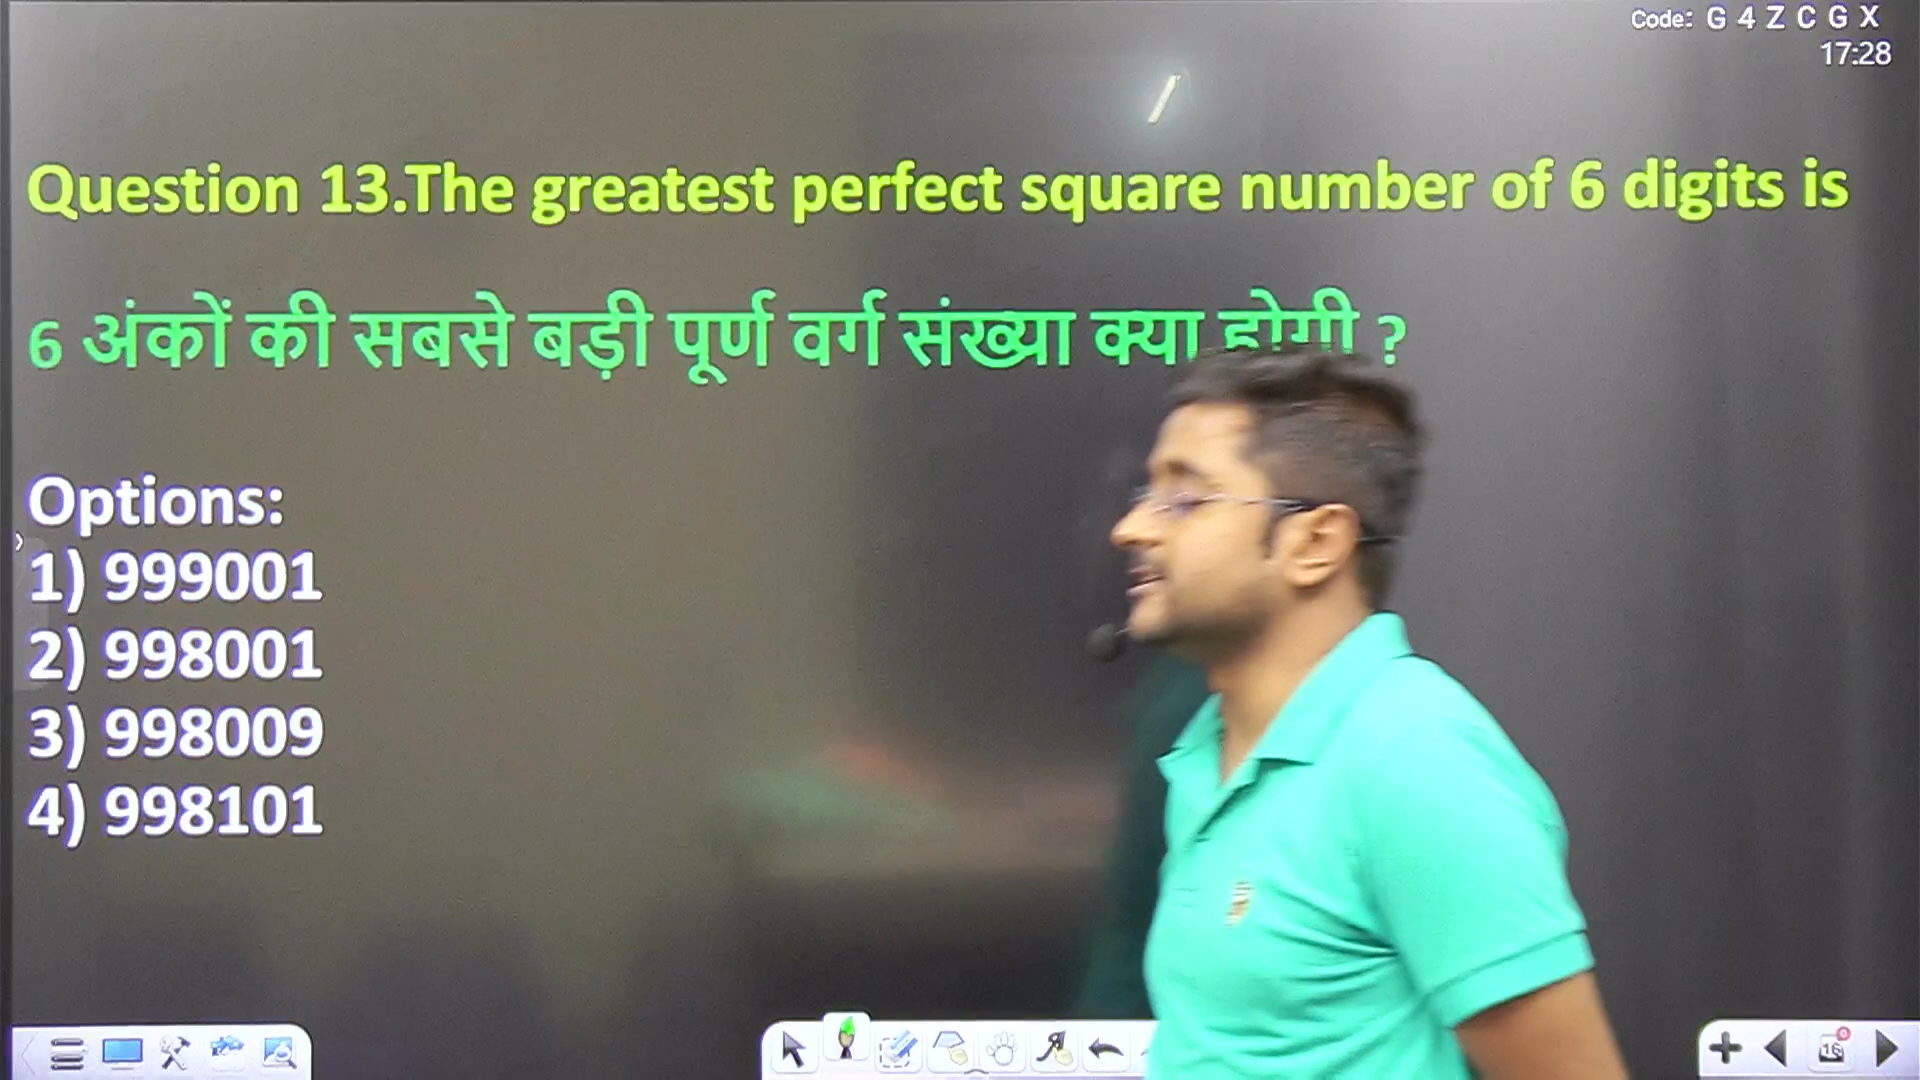 Code: G 4 Z C G X
17:28
Question 13.The greatest perfect square number of 6 digits is
6 अंकों की सबसे बड़ी पूर्ण वर्ग संख्या क्या होगी ?
Options:
1) 999001
2) 998001
3) 998009
4) 998101
16